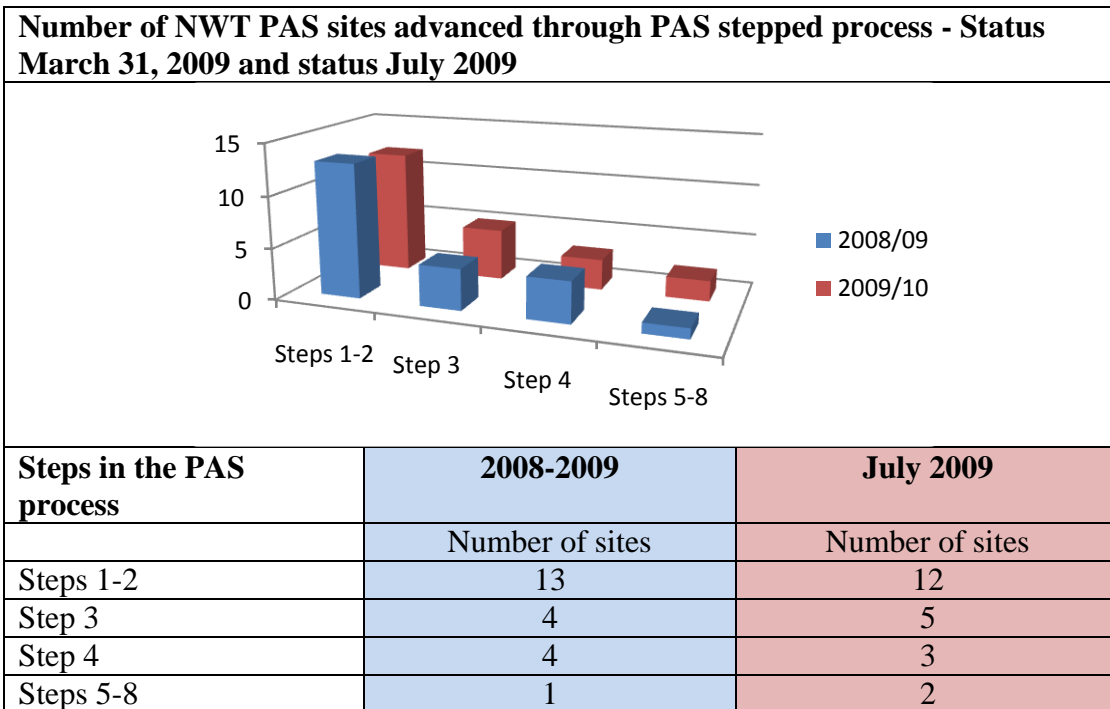 Number of NWT PAS sites advanced through PAS stepped process - Status
March 31, 2009 and status July 2009
15
10
5
0
Steps 1-2
Step 3
Step 4
Steps 5-8
2008/09
2009/10
Steps in the PAS
process
2008-2009
July 2009
Number of sites
Number of sites
Steps 1-2 13 12
Step 3 4 5
Step 4 4 3
Steps 5-8 1 2